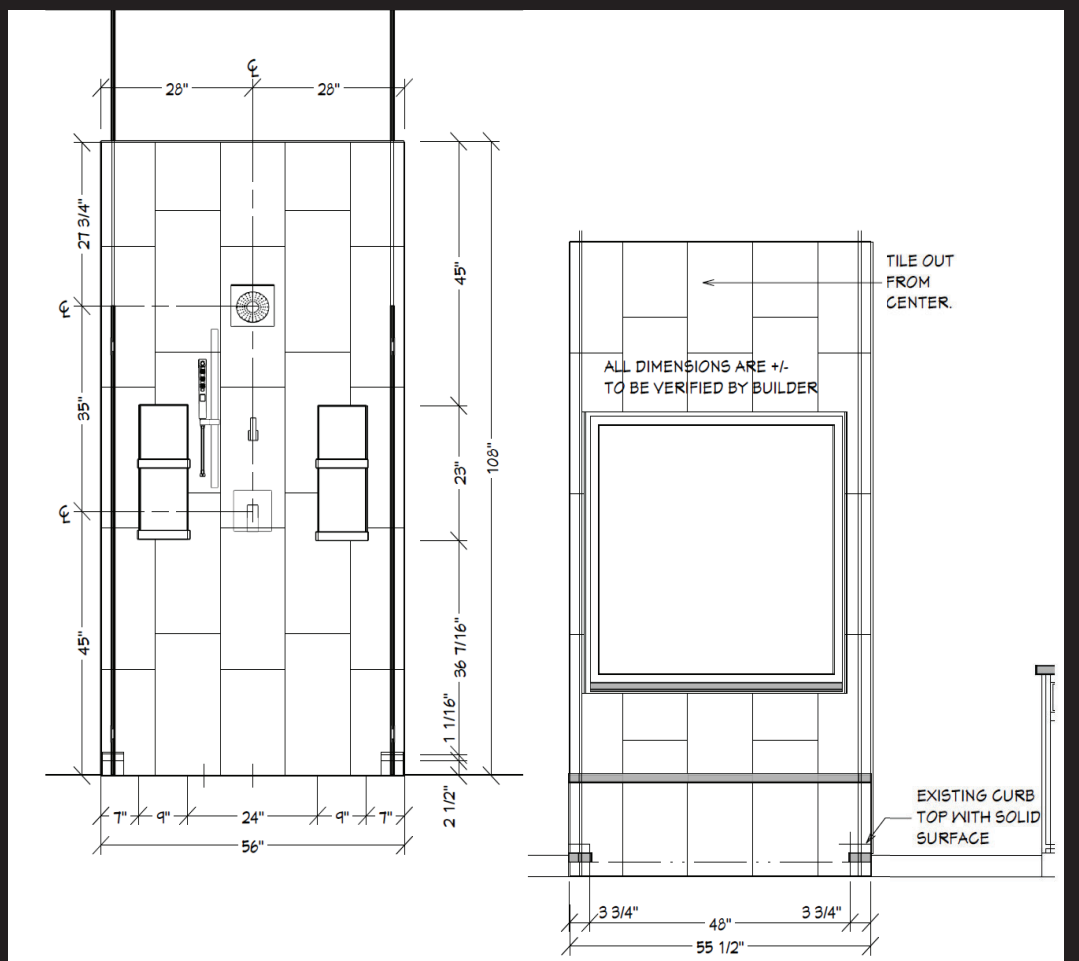 ℄
28" 28"
27 3/4"
℄
35"
℄
45"
45"
23"
108"
36 7/16"
1 1/16"
2 1/2"
7" 9" 24" 9" 7"
56"
TILE OUT
FROM
CENTER.
ALL DIMENSIONS ARE +/-
TO BE VERIFIED BY BUILDER
EXISTING CURB
TOP WITH SOLID
SURFACE
3 3/4" 48" 3 3/4"
55 1/2"